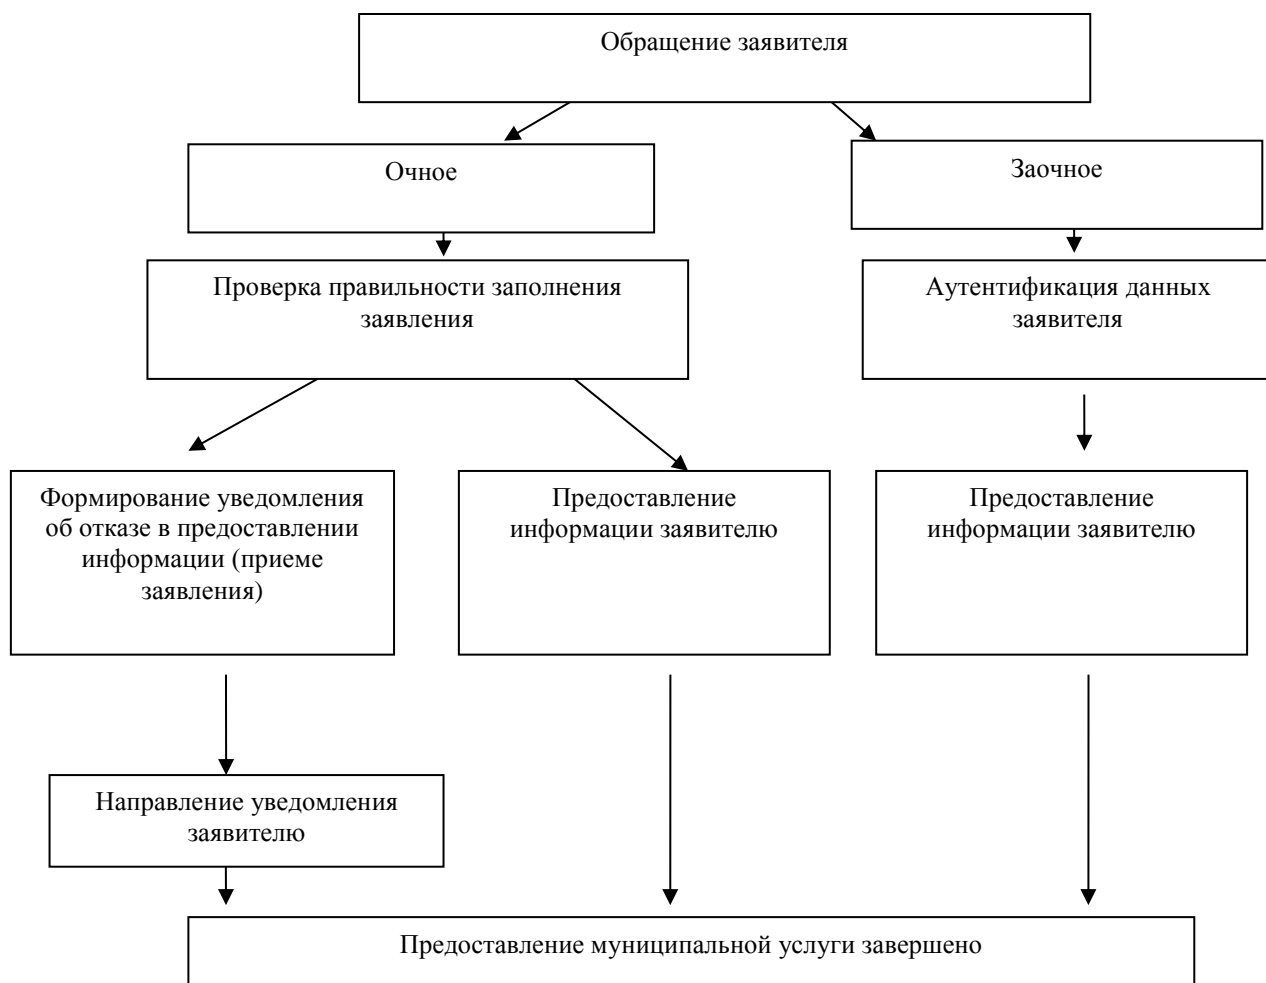 Обращение заявителя
Очное
Заочное
Проверка правильности заполнения
заявления
Аутентификация данных
заявителя
Формирование уведомления
об отказе в предоставлении
информации (приеме
заявления)
Предоставление
информации заявителю
Предоставление
информации заявителю
Направление уведомления
заявителю
Предоставление муниципальной услуги завершено